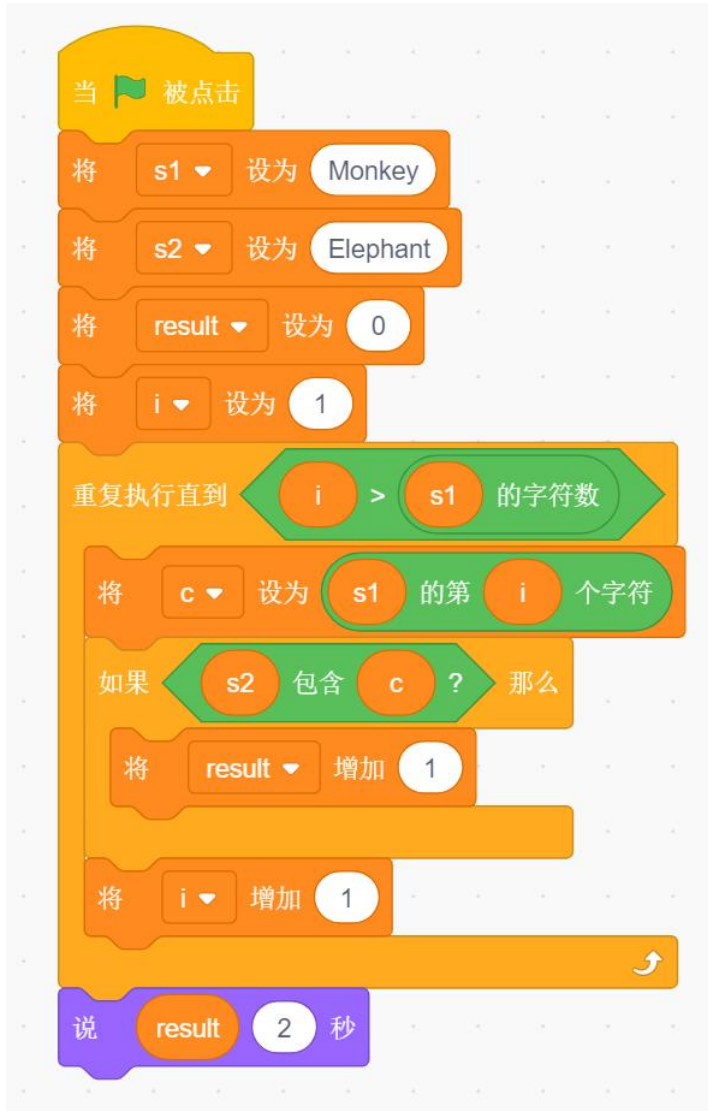 当 被点击
将 s1 设为 Monkey
将 s2 设为 Elephant
将 result 设为 0
将 i 设为 1
重复执行直到 i > s1 的字符数
将 c 设为 s1 的第 i 个字符
如果 s2 包含 c ? 那么
将 result 增加 1
将 i 增加 1
说 result 2 秒